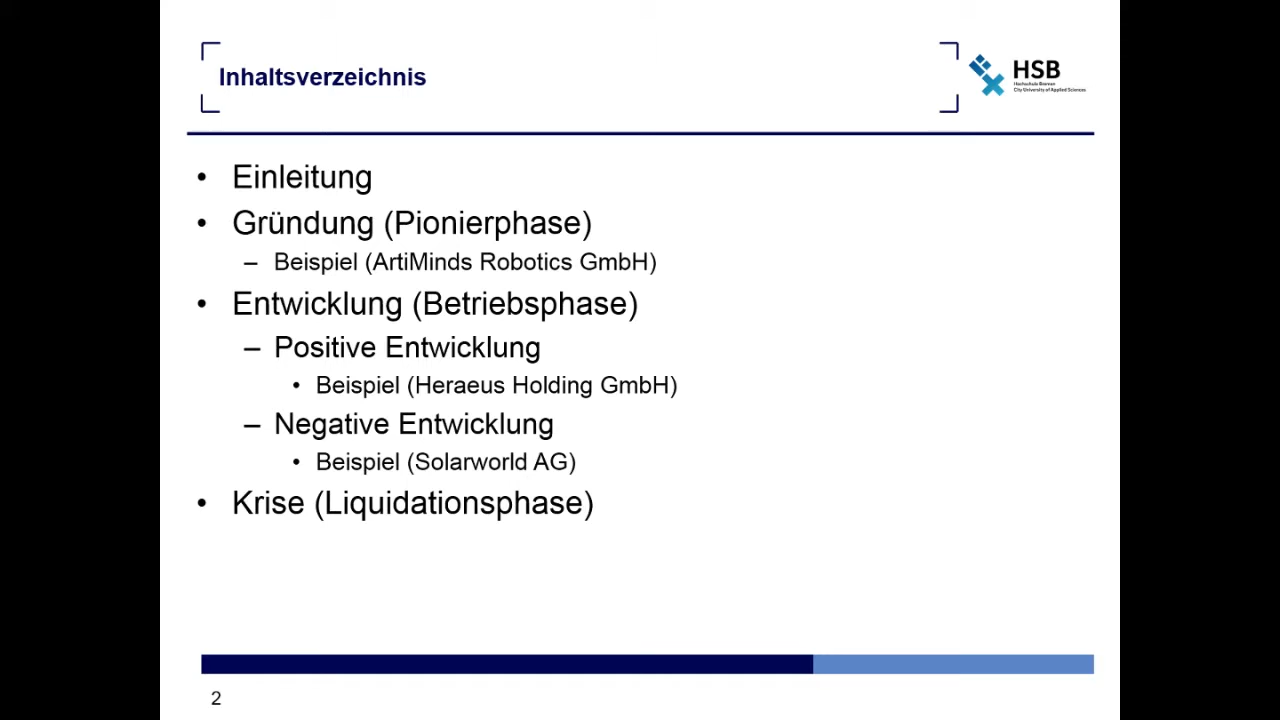 Inhaltsverzeichnis
HSB
Hochschule Bremen
City University of Applied Sciences
• Einleitung
• Gründung (Pionierphase)
– Beispiel (ArtiMinds Robotics GmbH)
• Entwicklung (Betriebsphase)
– Positive Entwicklung
• Beispiel (Heraeus Holding GmbH)
– Negative Entwicklung
• Beispiel (Solarworld AG)
• Krise (Liquidationsphase)
2